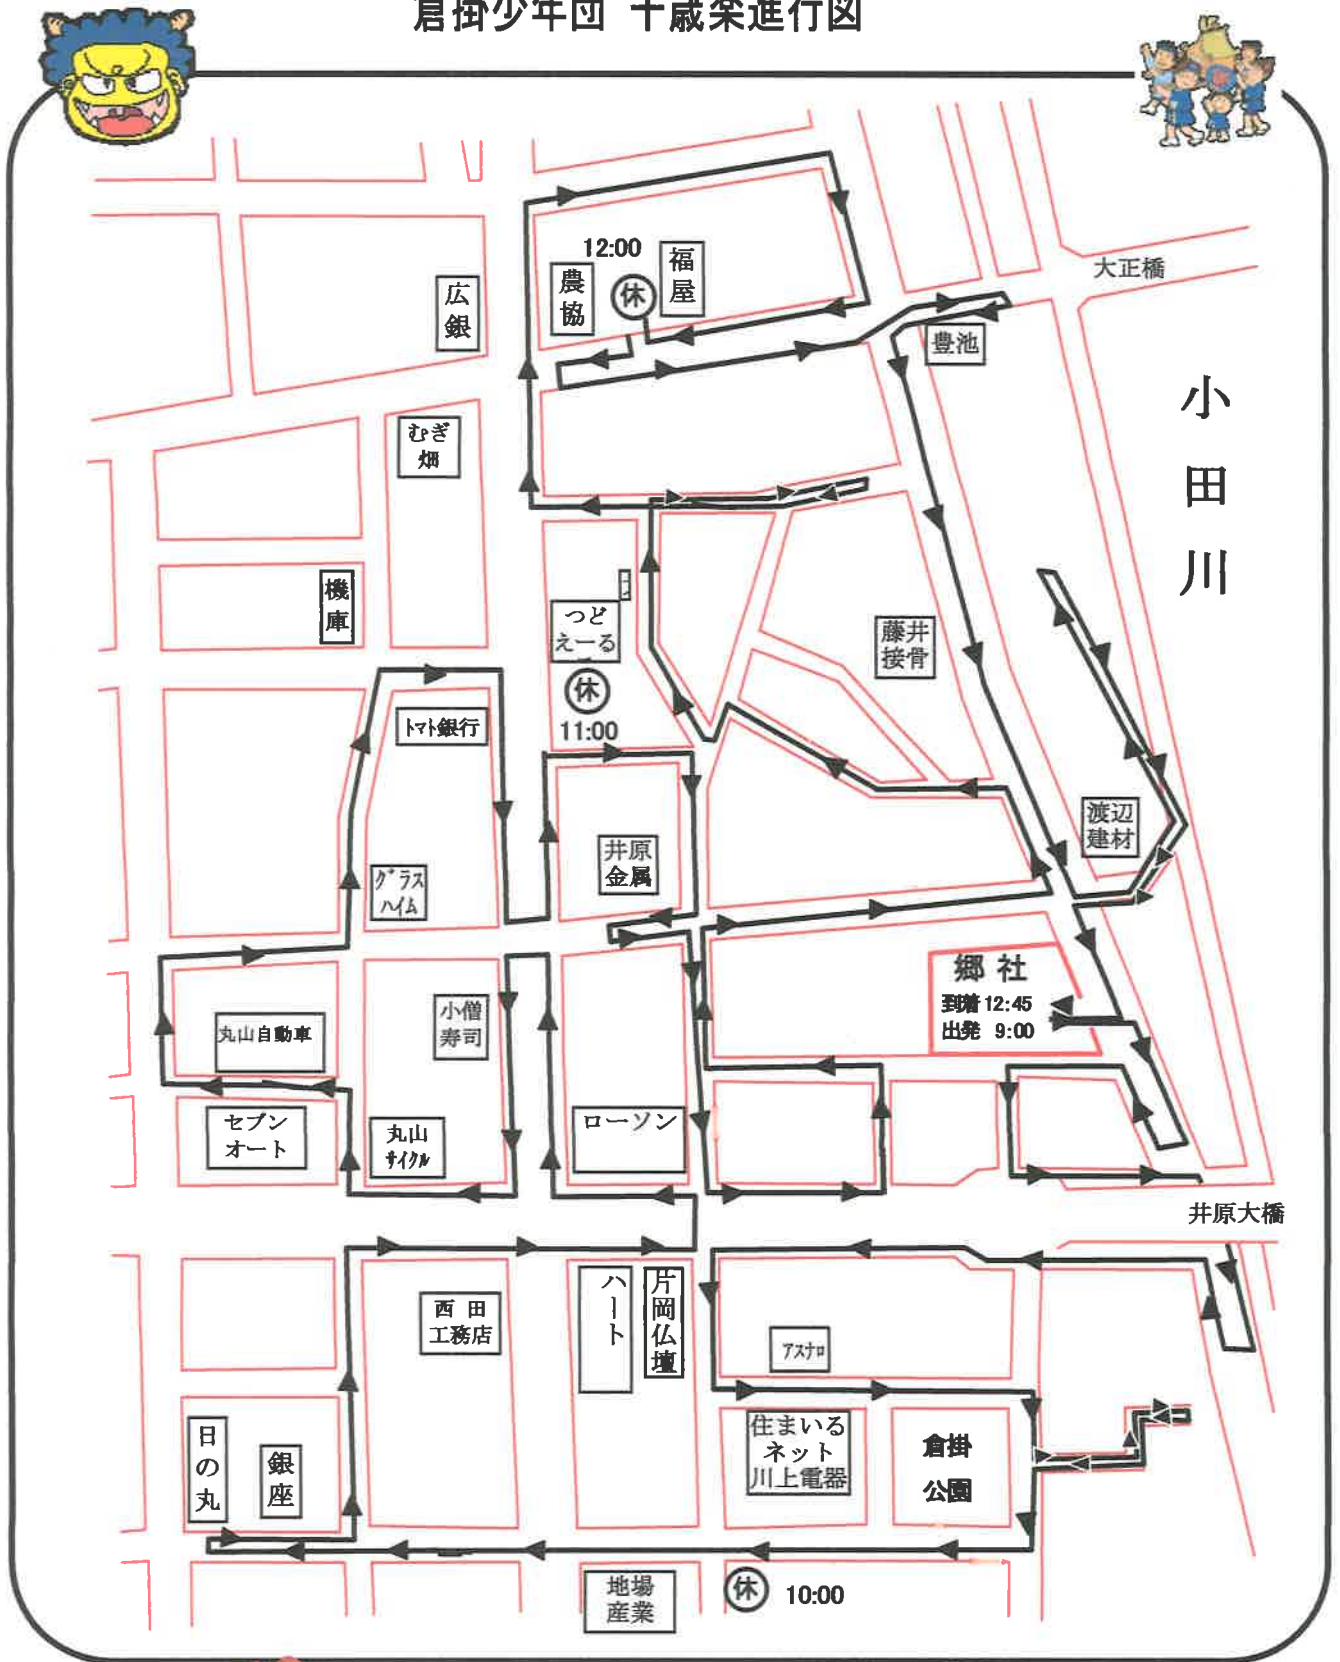 倉掛少年団 千歳楽進行図
12:00
福屋
農協
休
広銀
大正橋
豊池
小田川
むぎ
畑
機庫
つど
えーる
休
11:00
藤井
接骨
トマト銀行
渡辺
建材
井原
金属
グラス
ハイム
郷社
到着 12:45
出発 9:00
小僧
寿司
丸山自動車
セブン
オート
丸山
サイクル
ローソン
井原大橋
西田
工務店
ハート
片岡仏壇
アスナロ
日の丸
銀座
住まいる
ネット
川上電器
倉掛
公園
地場
産業
休
10:00